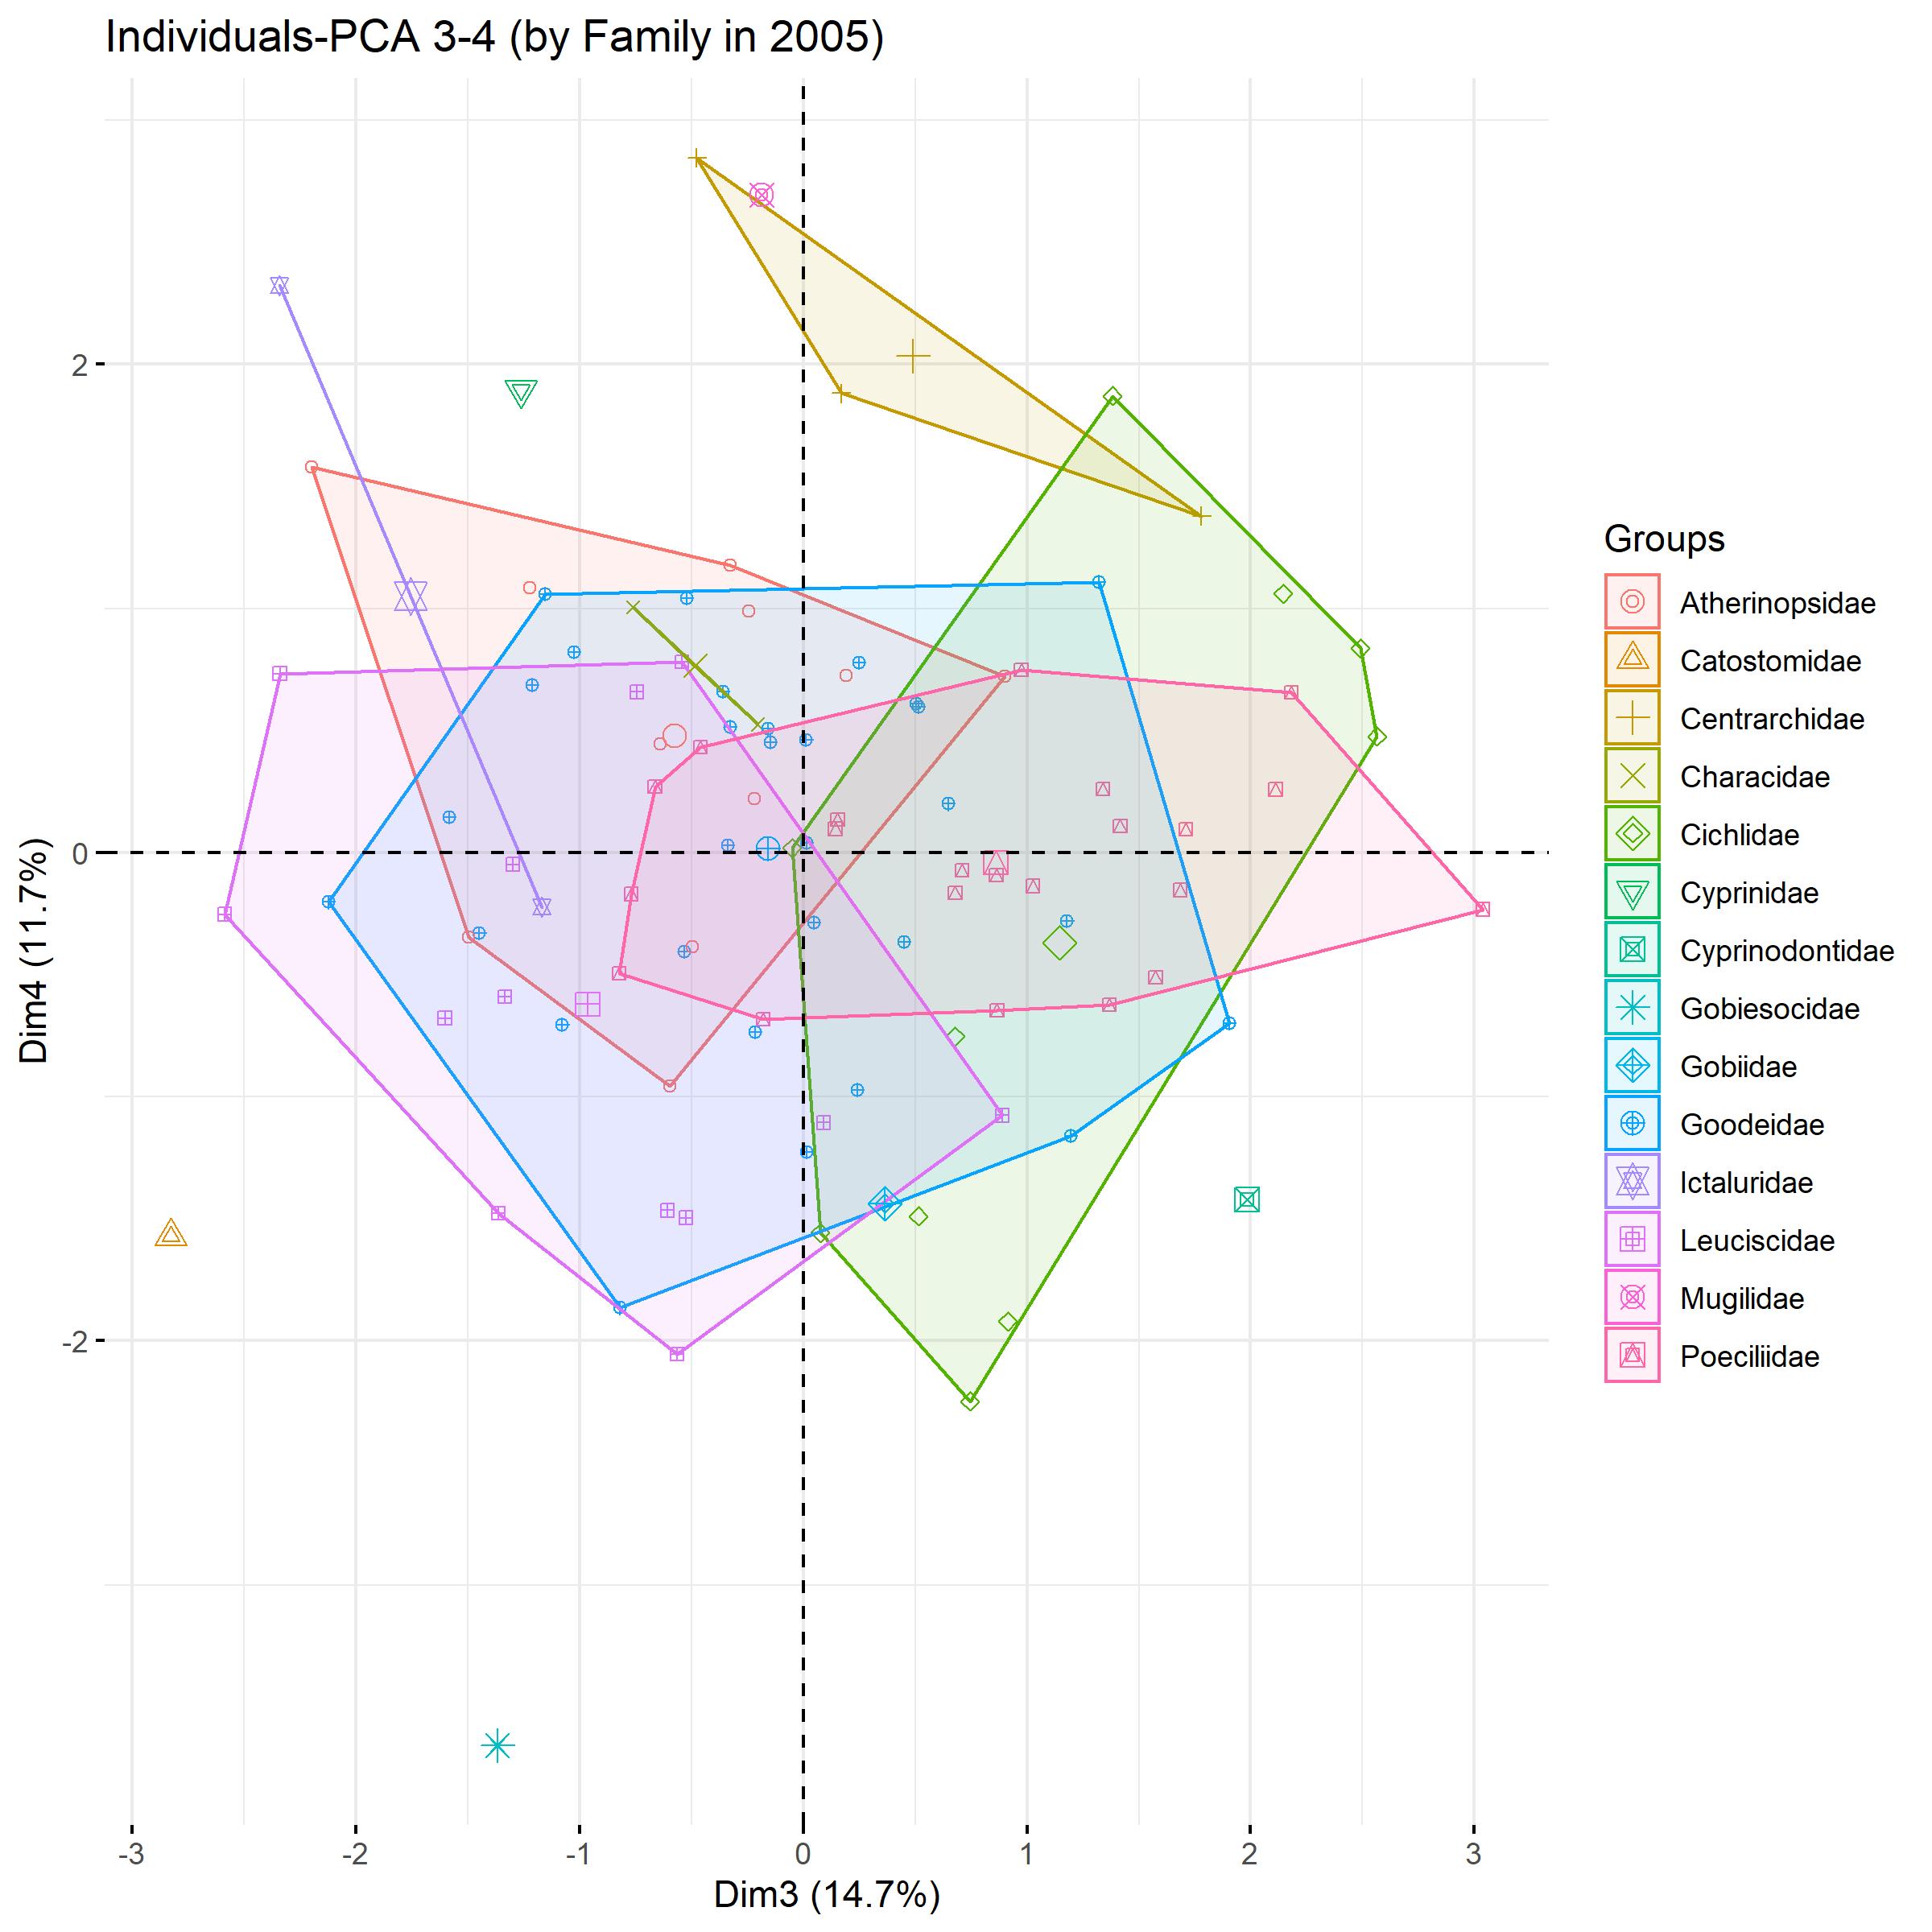 Individuals-PCA 3-4 (by Family in 2005)
2
0
-2
Dim4 (11.7%)
-3
-2
-1
0
1
2
3
Dim3 (14.7%)
Groups
Atherinopsidae
Catostomidae
Centrarchidae
Characidae
Cichlidae
Cyprinidae
Cyprinodontidae
Gobiesocidae
Gobiidae
Goodeidae
Ictaluridae
Leuciscidae
Mugilidae
Poeciliidae